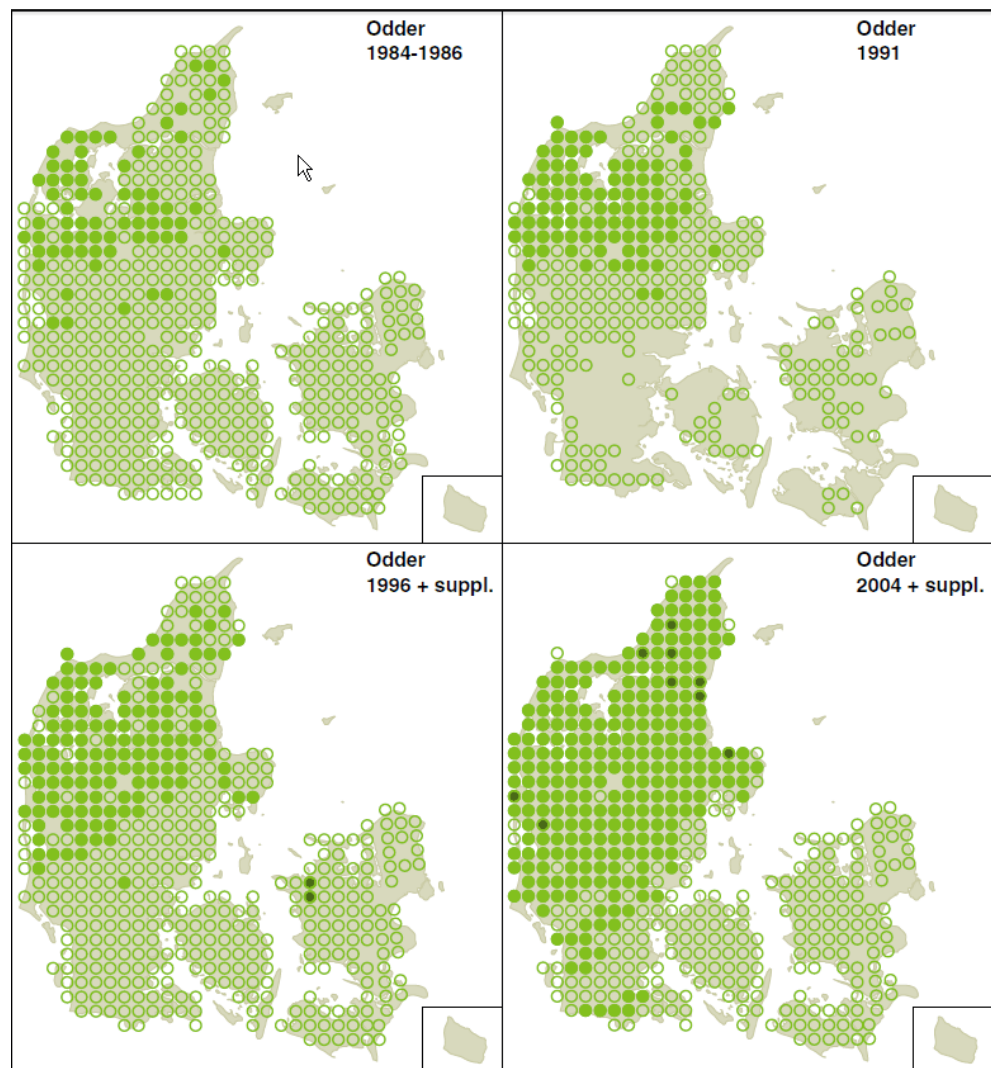 Odder
1984-1986
Odder
1991
Odder
1996 + suppl.
Odder
2004 + suppl.